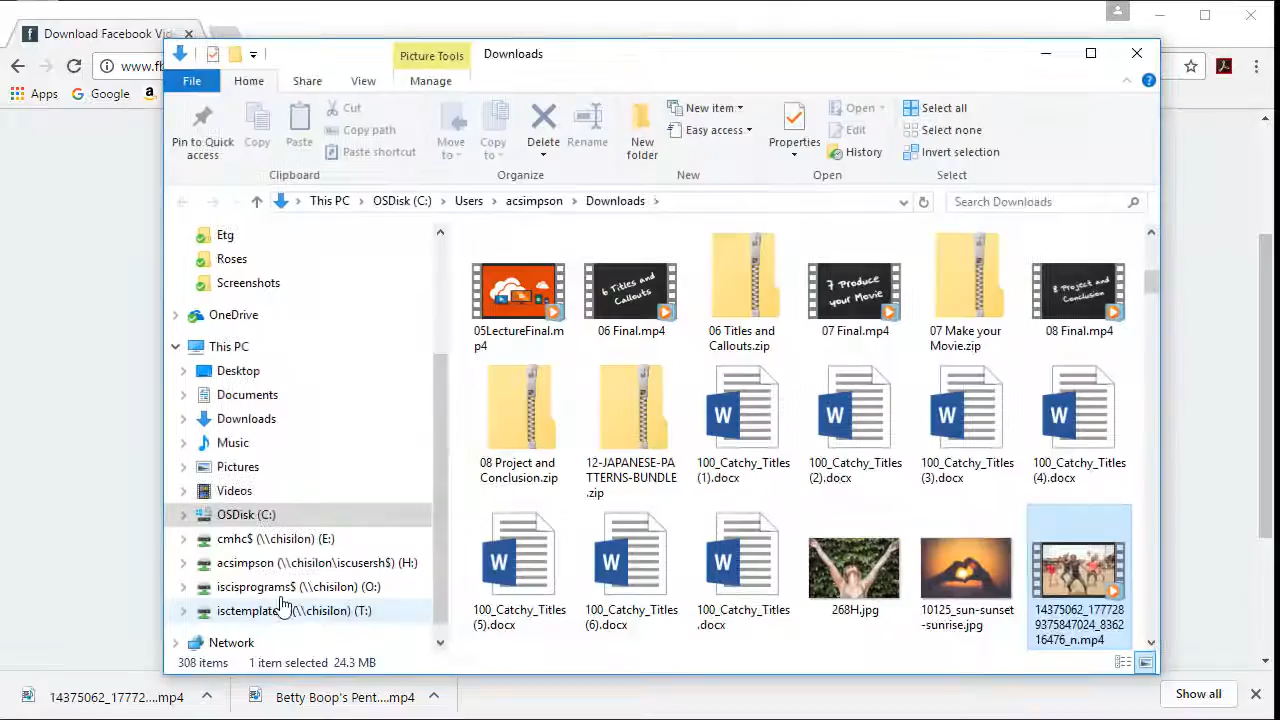 Download Facebook Vid
www.fb
Apps
Google
Picture Tools
Downloads
File
Home
Share
View
Manage
Pin to Quick
access
Copy
Paste
Cut
Copy path
Paste shortcut
Clipboard
Move
to
Copy
to
Delete
Rename
Organize
New
folder
New item
Easy access
New
Properties
Open
Edit
History
Open
Select all
Select none
Invert selection
Select
This PC
OSDisk (C:)
Users
acsimpson
Downloads
Search Downloads
Etg
Roses
Screenshots
OneDrive
This PC
Desktop
Documents
Downloads
Music
Pictures
Videos
OSDisk (C:)
cmhc$ (\\chisilon) (E:)
acsimpson (\\chisilon\iscusersh$) (H:)
iscisprograms$ (\\chisilon) (O:)
(\\chisilon) (T:)
Network
6 Titles and
Callouts
7 Produce
your Movie
8 Project and
Conclusion
05LectureFinal.m
p4
06 Final.mp4
06 Titles and
Callouts.zip
07 Final.mp4
07 Make your
Movie.zip
08 Final.mp4
08 Project and
Conclusion.zip
12-JAPANESE-PA
TTERNS-BUNDLE
.zip
100_Catchy_Titles
(1).docx
100_Catchy_Titles
(2).docx
100_Catchy_Titles
(3).docx
100_Catchy_Titles
(4).docx
100_Catchy_Titles
(5).docx
100_Catchy_Titles
(6).docx
100_Catchy_Titles
.docx
268H.jpg
10125_sun-sunset
-sunrise.jpg
14375062_177728
9375847024_8362
16476_n.mp4
308 items
1 item selected 24.3 MB
14375062_17772....mp4
Betty Boop's Pent....mp4
Show all